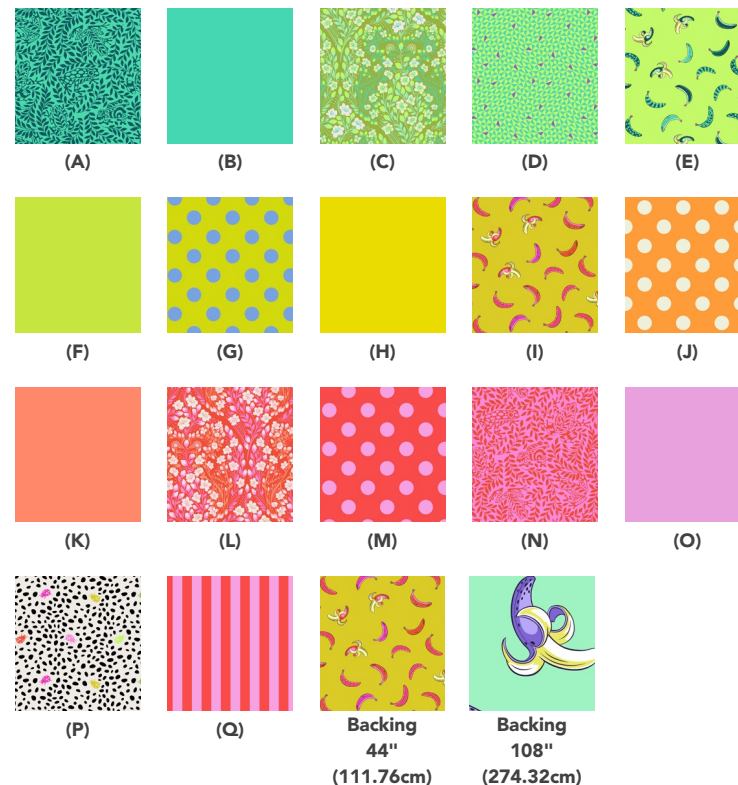 (A) (B) (C) (D) (E)
(F) (G) (H) (I) (J)
(K) (L) (M) (N) (O)
(P) (Q) Backing
44"
(111.76cm)
Backing
108"
(274.32cm)